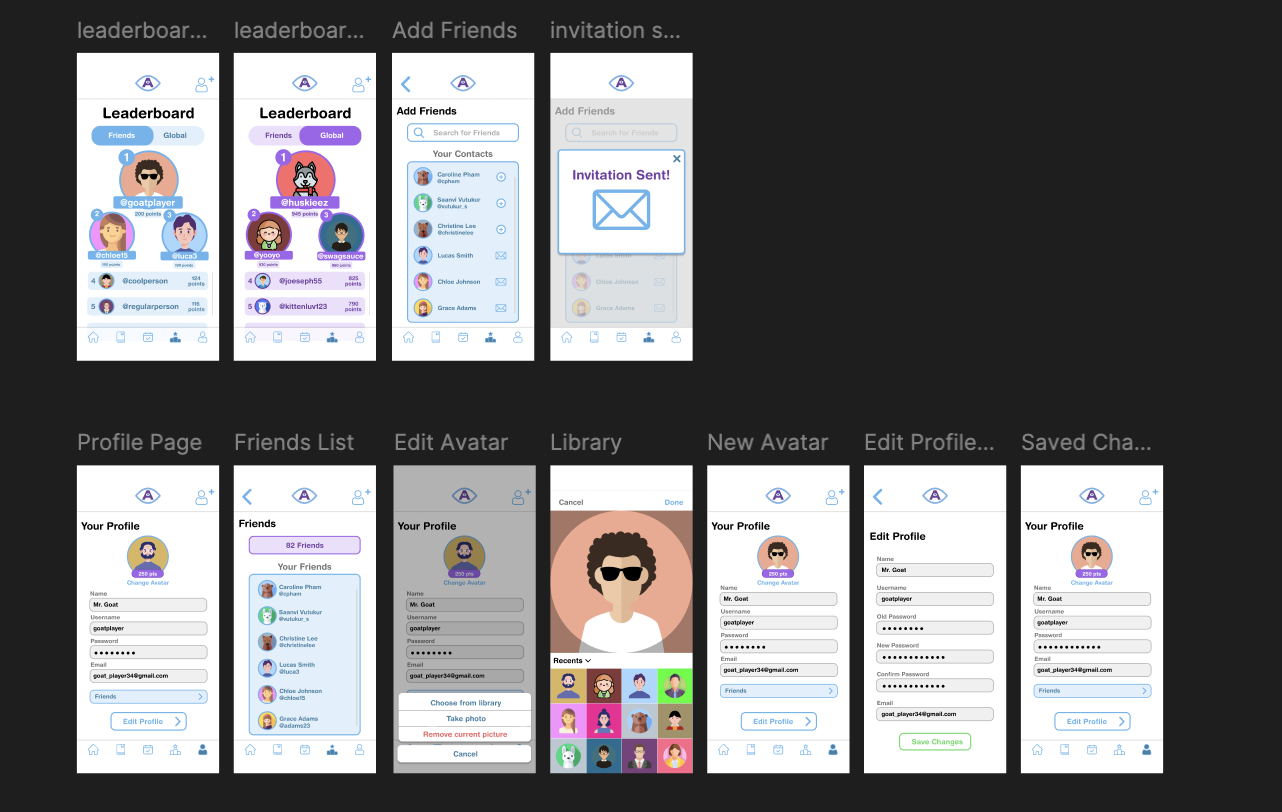 leaderboar...
leaderboar...
Add Friends
invitation s...
A
Leaderboard
Friends
Global
1
@goatplayer
200 points
2
3
@chloe15
@luca3
4
@coolperson
124
points
5
@regularperson
116
points
A
Leaderboard
Friends
Global
1
@huskieez
945 points
2
3
@yooyo
@swagsauce
4
@joeseph55
825
points
5
@kittenluv123
790
points
A
Add Friends
Search for Friends
Your Contacts
Caroline Pham
@cpham
Saanvi Vutukur
@vutukur_s
Christine Lee
@christinelee
Lucas Smith
Chloe Johnson
Grace Adams
A
Add Friends
Search for Friends
Invitation Sent!
Lucas Smith
Chloe Johnson
Grace Adams
Profile Page
Friends List
Edit Avatar
Library
New Avatar
Edit Profile...
Saved Cha...
A
Your Profile
250 pts
Change Avatar
Name
Mr. Goat
Username
goatplayer
Password
••••••••
Email
goat_player34@gmail.com
Friends
Edit Profile
A
Friends
82 Friends
Your Friends
Caroline Pham
@cpham
Saanvi Vutukur
@vutukur_s
Christine Lee
@christinelee
Lucas Smith
@luca3
Chloe Johnson
@chloe15
Grace Adams
@adams23
A
Your Profile
250 pts
Change Avatar
Name
Mr. Goat
Username
goatplayer
Password
••••••••
Email
goat_player34@gmail.com
Choose from library
Take photo
Remove current picture
Cancel
Cancel
Done
Recents
A
Your Profile
250 pts
Change Avatar
Name
Mr. Goat
Username
goatplayer
Password
••••••••
Email
goat_player34@gmail.com
Friends
Edit Profile
A
Edit Profile
Name
Mr. Goat
Username
goatplayer
Old Password
••••••••
New Password
••••••••••••
Confirm Password
••••••••••••
Email
goat_player34@gmail.com
Save Changes
A
Your Profile
250 pts
Change Avatar
Name
Mr. Goat
Username
goatplayer
Password
••••••••••••
Email
goat_player34@gmail.com
Friends
Edit Profile